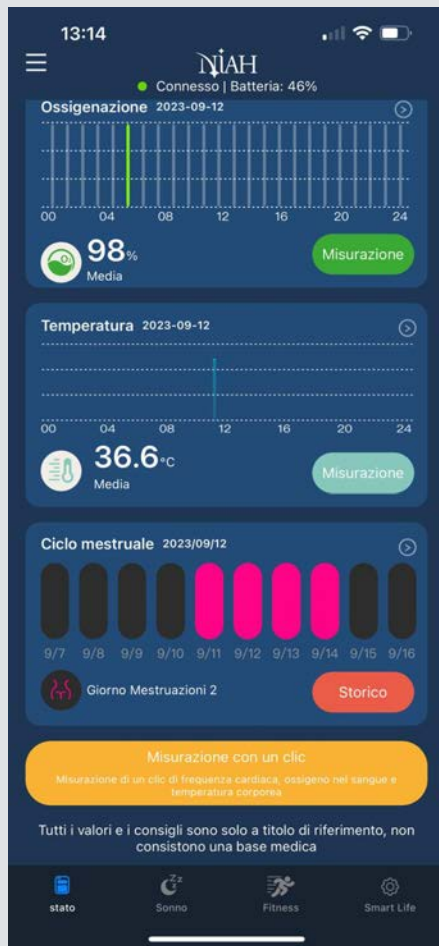 13:14
NİAH
Connesso | Batteria: 46%
Ossigenazione 2023-09-12
00 04 08 12 16 20 24
O₂
98%
Media
Misurazione
Temperatura 2023-09-12
00 04 08 12 16 20 24
36.6°C
Media
Misurazione
Ciclo mestruale 2023/09/12
9/7 9/8 9/9 9/10 9/11 9/12 9/13 9/14 9/15 9/16
Giorno Mestruazioni 2
Storico
Misurazione con un clic
Misurazione di un clic di frequenza cardiaca, ossigeno nel sangue e
temperatura corporea
Tutti i valori e i consigli sono solo a titolo di riferimento, non
consistono una base medica
stato Sonno Fitness Smart Life